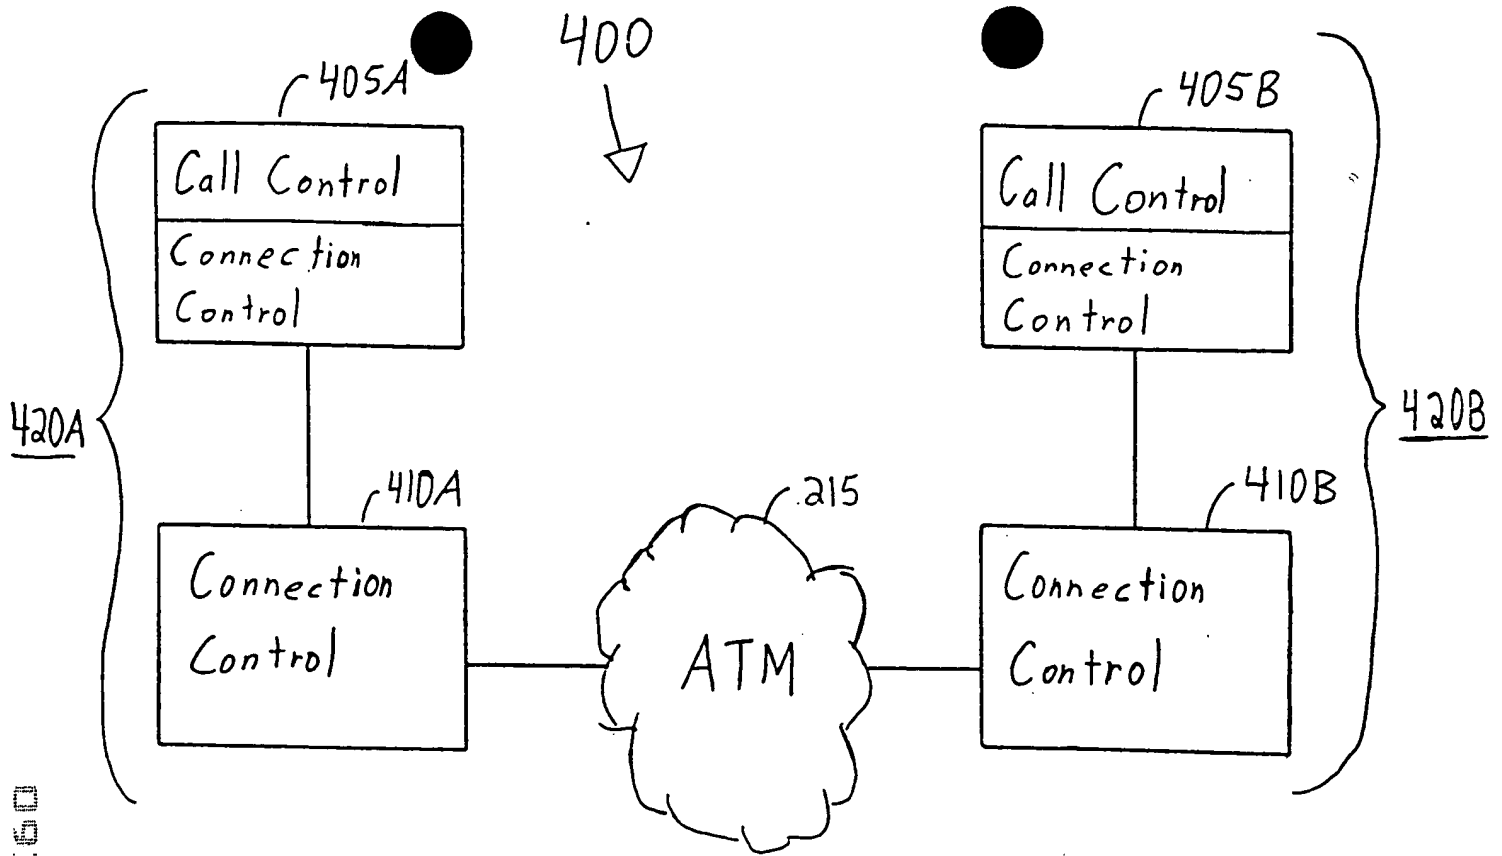 400
405A
405B
Call Control
Connection
Control
Call Control
Connection
Control
420A
420B
410A
215
410B
Connection
Control
ATM
Connection
Control